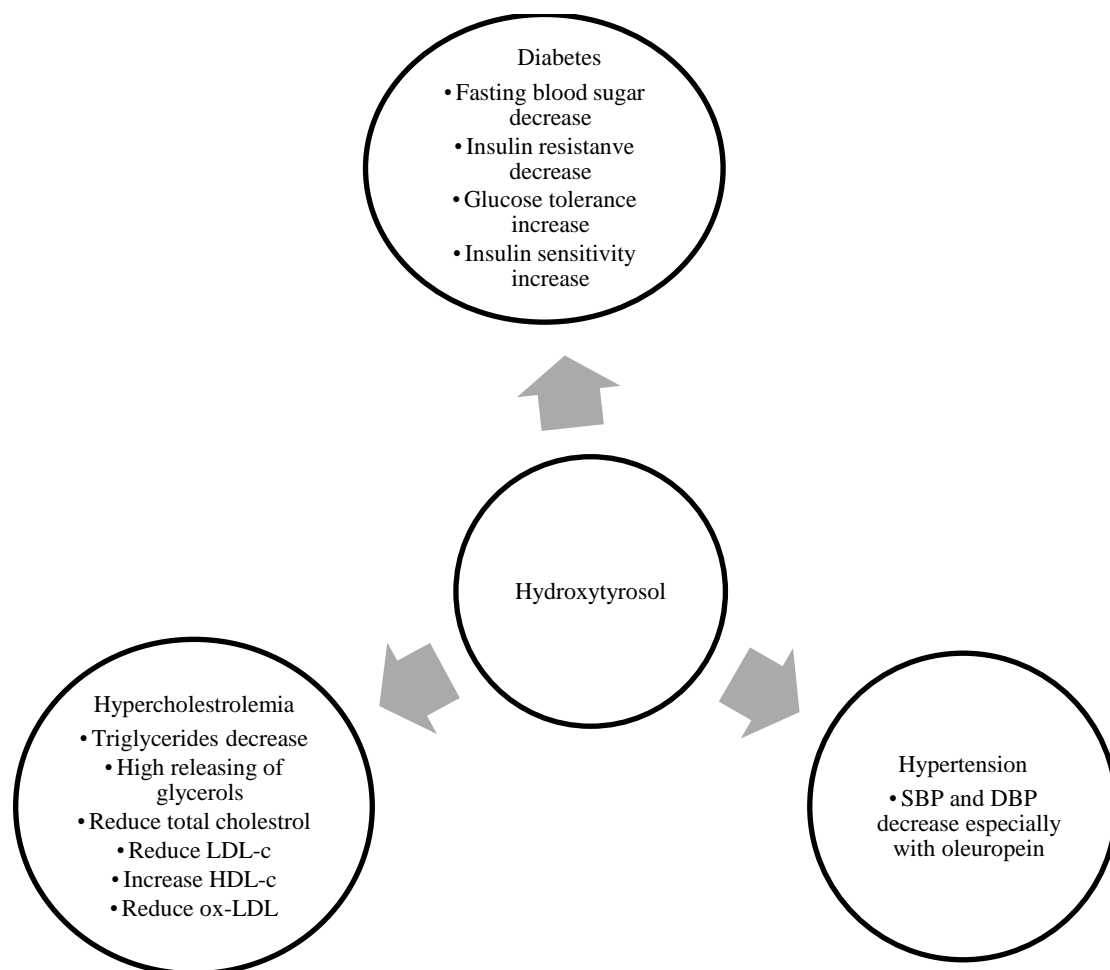 Diabetes
•Fasting blood sugar
decrease
•Insulin resistanve
decrease
•Glucose tolerance
increase
•Insulin sensitivity
increase
Hydroxytyrosol
Hypercholestrolemia
•Triglycerides decrease
•High releasing of
glycerols
•Reduce total cholestrol
•Reduce LDL-c
•Increase HDL-c
•Reduce ox-LDL
Hypertension
•SBP and DBP
decrease especially
with oleuropein